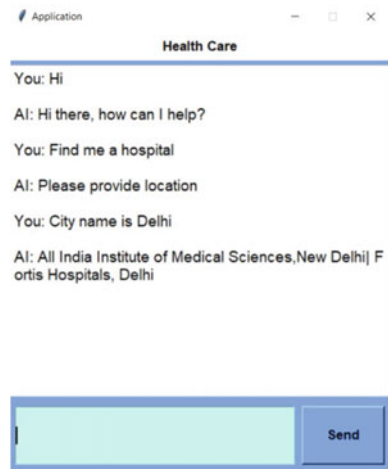 Application
Health Care
You: Hi
AI: Hi there, how can I help?
You: Find me a hospital
AI: Please provide location
You: City name is Delhi
AI: All India Institute of Medical Sciences,New Delhi| F
ortis Hospitals, Delhi
Send